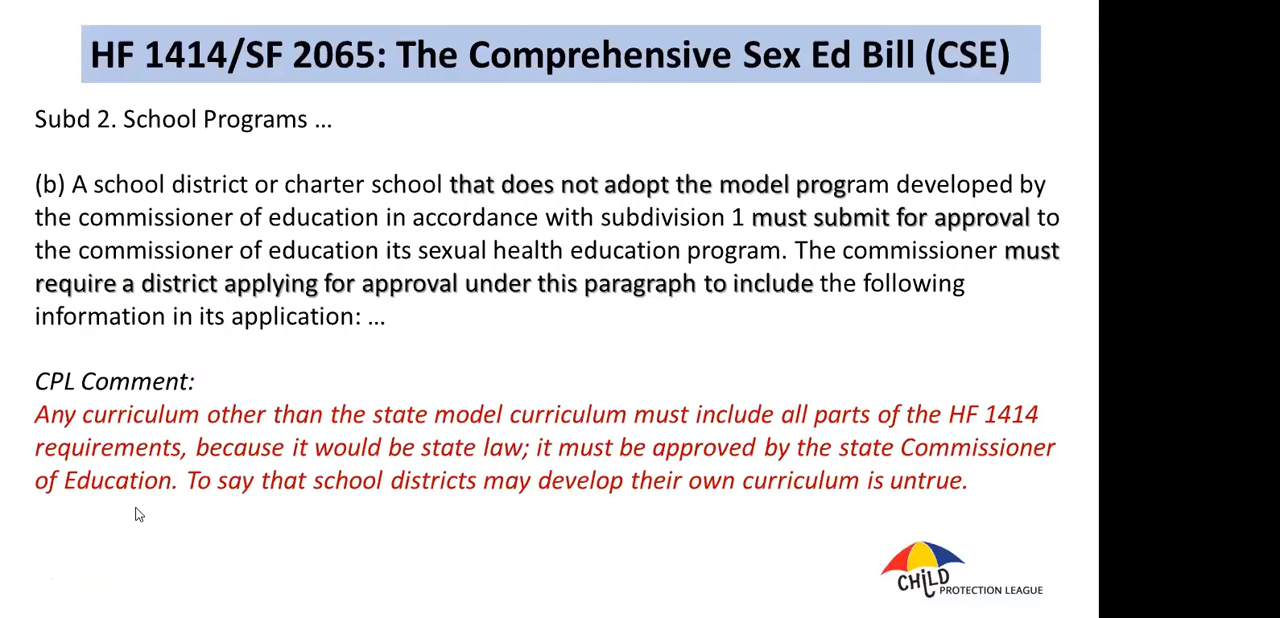 HF 1414/SF 2065: The Comprehensive Sex Ed Bill (CSE)
Subd 2. School Programs ...
(b) A school district or charter school that does not adopt the model program developed by
the commissioner of education in accordance with subdivision 1 must submit for approval to
the commissioner of education its sexual health education program. The commissioner must
require a district applying for approval under this paragraph to include the following
information in its application: ...
CPL Comment:
Any curriculum other than the state model curriculum must include all parts of the HF 1414
requirements, because it would be state law; it must be approved by the state Commissioner
of Education. To say that school districts may develop their own curriculum is untrue.
CHiLD
PROTECTION LEAGUE